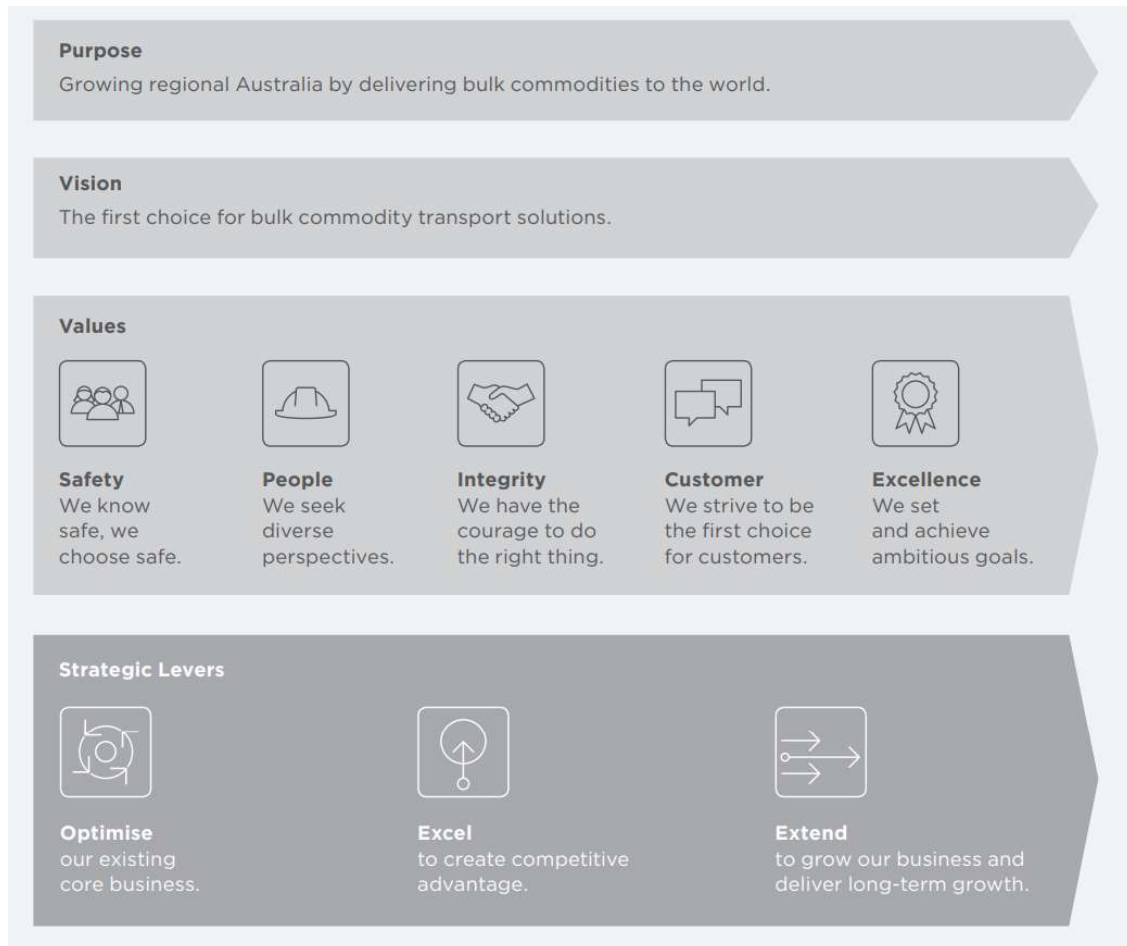 Purpose
Growing regional Australia by delivering bulk commodities to the world.
Vision
The first choice for bulk commodity transport solutions.
Values
Safety
We know
safe, we
choose safe.
People
We seek
diverse
perspectives.
Integrity
We have the
courage to do
the right thing.
Customer
We strive to be
the first choice
for customers.
Excellence
We set
and achieve
ambitious goals.
Strategic Levers
Optimise
our existing
core business.
Excel
to create competitive
advantage.
Extend
to grow our business and
deliver long-term growth.